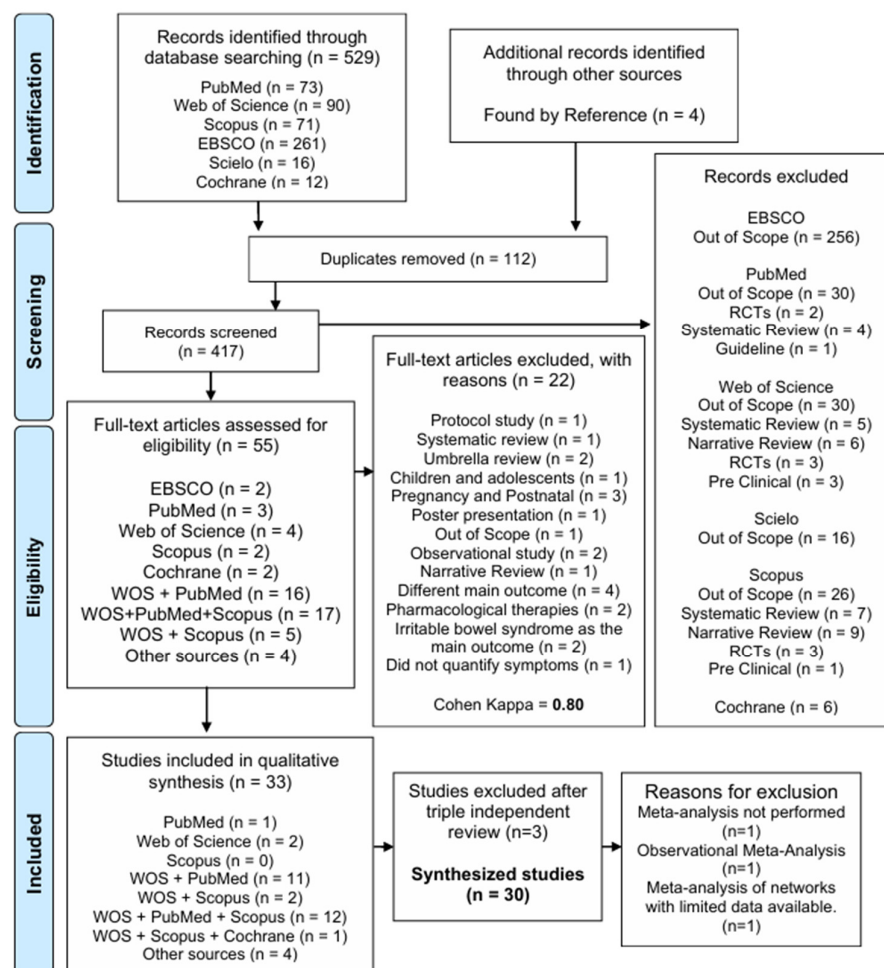 Identification
Records identified through
database searching (n = 529)
PubMed (n = 73)
Web of Science (n = 90)
Scopus (n = 71)
EBSCO (n = 261)
Scielo (n = 16)
Cochrane (n = 12)
Additional records identified
through other sources
Found by Reference (n = 4)
Records excluded
EBSCO
Out of Scope (n = 256)
PubMed
Out of Scope (n = 30)
RCTs (n = 2)
Systematic Review (n = 4)
Guideline (n = 1)
Web of Science
Out of Scope (n = 30)
Systematic Review (n = 5)
Narrative Review (n = 6)
RCTs (n = 3)
Pre Clinical (n = 3)
Scielo
Out of Scope (n = 16)
Scopus
Out of Scope (n = 26)
Systematic Review (n = 7)
Narrative Review (n = 9)
RCTs (n = 3)
Pre Clinical (n = 1)
Cochrane (n = 6)
Screening
Duplicates removed (n = 112)
Records screened
(n = 417)
Full-text articles excluded, with
reasons (n = 22)
Protocol study (n = 1)
Systematic review (n = 1)
Umbrella review (n = 2)
Children and adolescents (n = 1)
Pregnancy and Postnatal (n = 3)
Poster presentation (n = 1)
Out of Scope (n = 1)
Observational study (n = 2)
Narrative Review (n = 1)
Different main outcome (n = 4)
Pharmacological therapies (n = 2)
Irritable bowel syndrome as the
main outcome (n = 2)
Did not quantify symptoms (n = 1)
Cohen Kappa = 0.80
Eligibility
Full-text articles assessed for
eligibility (n = 55)
EBSCO (n = 2)
PubMed (n = 3)
Web of Science (n = 4)
Scopus (n = 2)
Cochrane (n = 2)
WOS + PubMed (n = 16)
WOS+PubMed+Scopus (n = 17)
WOS + Scopus (n = 5)
Other sources (n = 4)
Included
Studies included in qualitative
synthesis (n = 33)
PubMed (n = 1)
Web of Science (n = 2)
Scopus (n = 0)
WOS + PubMed (n = 11)
WOS + Scopus (n = 2)
WOS + PubMed + Scopus (n = 12)
WOS + Scopus + Cochrane (n = 1)
Other sources (n = 4)
Studies excluded after
triple independent
review (n=3)
Synthesized studies
(n = 30)
Reasons for exclusion
Meta-analysis not performed
(n=1)
Observational Meta-Analysis
(n=1)
Meta-analysis of networks
with limited data available.
(n=1)